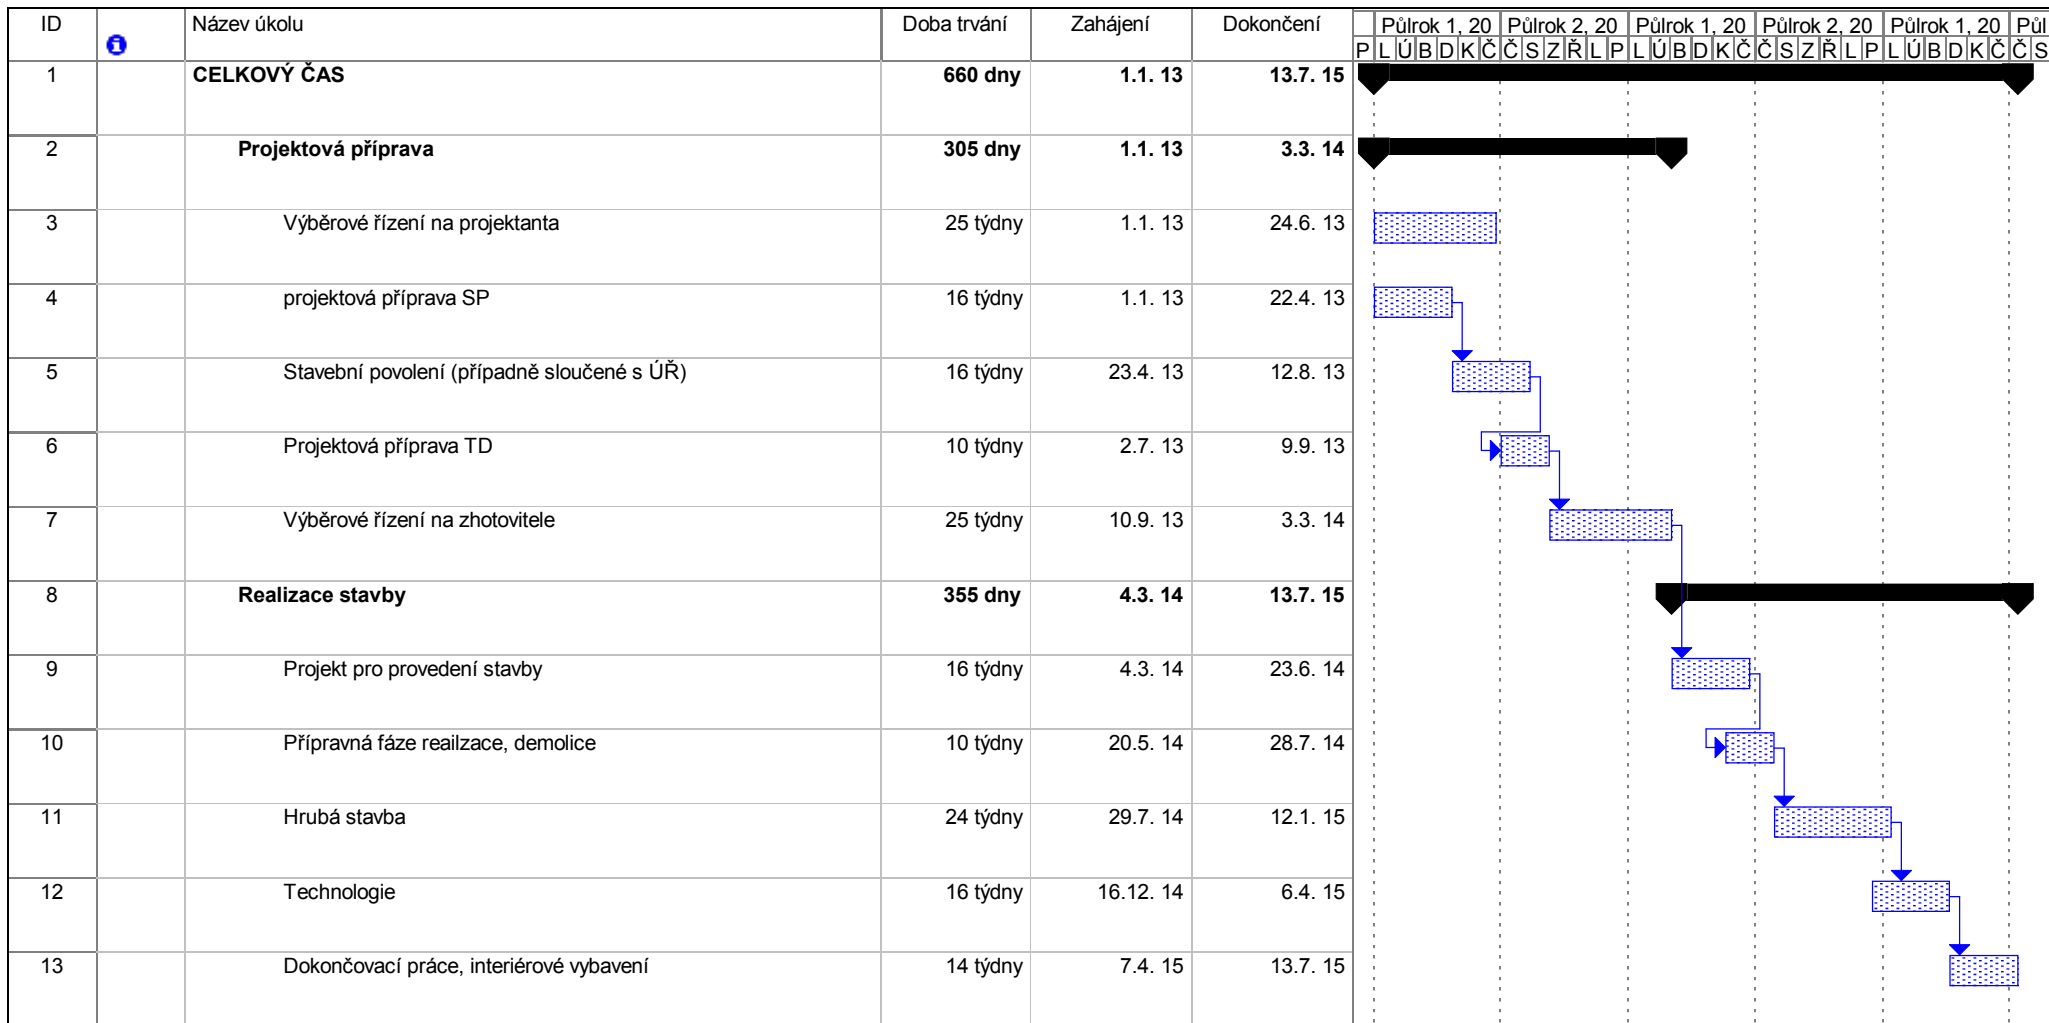 ID Název úkolu Doba trvání Zahájení Dokončení Půlrok 1, 20 Půlrok 2, 20 Půlrok 1, 20 Půlrok 2, 20 Půlrok 1, 20 Půl
P L Ú B D K Č Č S Z Ř L P L Ú B D K Č Č S Z Ř L P L Ú B D K Č Č S
1 CELKOVÝ ČAS 660 dny 1.1. 13 13.7. 15
2 Projektová příprava 305 dny 1.1. 13 3.3. 14
3 Výběrové řízení na projektanta 25 týdny 1.1. 13 24.6. 13
4 projektová příprava SP 16 týdny 1.1. 13 22.4. 13
5 Stavební povolení (případně sloučené s ÚŘ) 16 týdny 23.4. 13 12.8. 13
6 Projektová příprava TD 10 týdny 2.7. 13 9.9. 13
7 Výběrové řízení na zhotovitele 25 týdny 10.9. 13 3.3. 14
8 Realizace stavby 355 dny 4.3. 14 13.7. 15
9 Projekt pro provedení stavby 16 týdny 4.3. 14 23.6. 14
10 Přípravná fáze reailzace, demolice 10 týdny 20.5. 14 28.7. 14
11 Hrubá stavba 24 týdny 29.7. 14 12.1. 15
12 Technologie 16 týdny 16.12. 14 6.4. 15
13 Dokončovací práce, interiérové vybavení 14 týdny 7.4. 15 13.7. 15